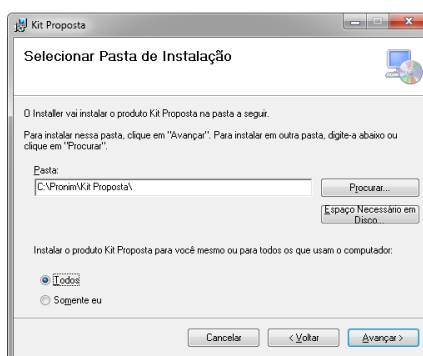 Kit Proposta
Selecionar Pasta de Instalação
O Installer vai instalar o produto Kit Proposta na pasta a seguir.
Para instalar nessa pasta, clique em "Avançar". Para instalar em outra pasta, digite-a abaixo ou
clique em "Procurar".
Pasta:
C:\Pronim\Kit Proposta\
Procurar...
Espaço Necessário em
Disco...
Instalar o produto Kit Proposta para você mesmo ou para todos os que usam o computador:
Todos
Somente eu
Cancelar
< Voltar
Avançar >